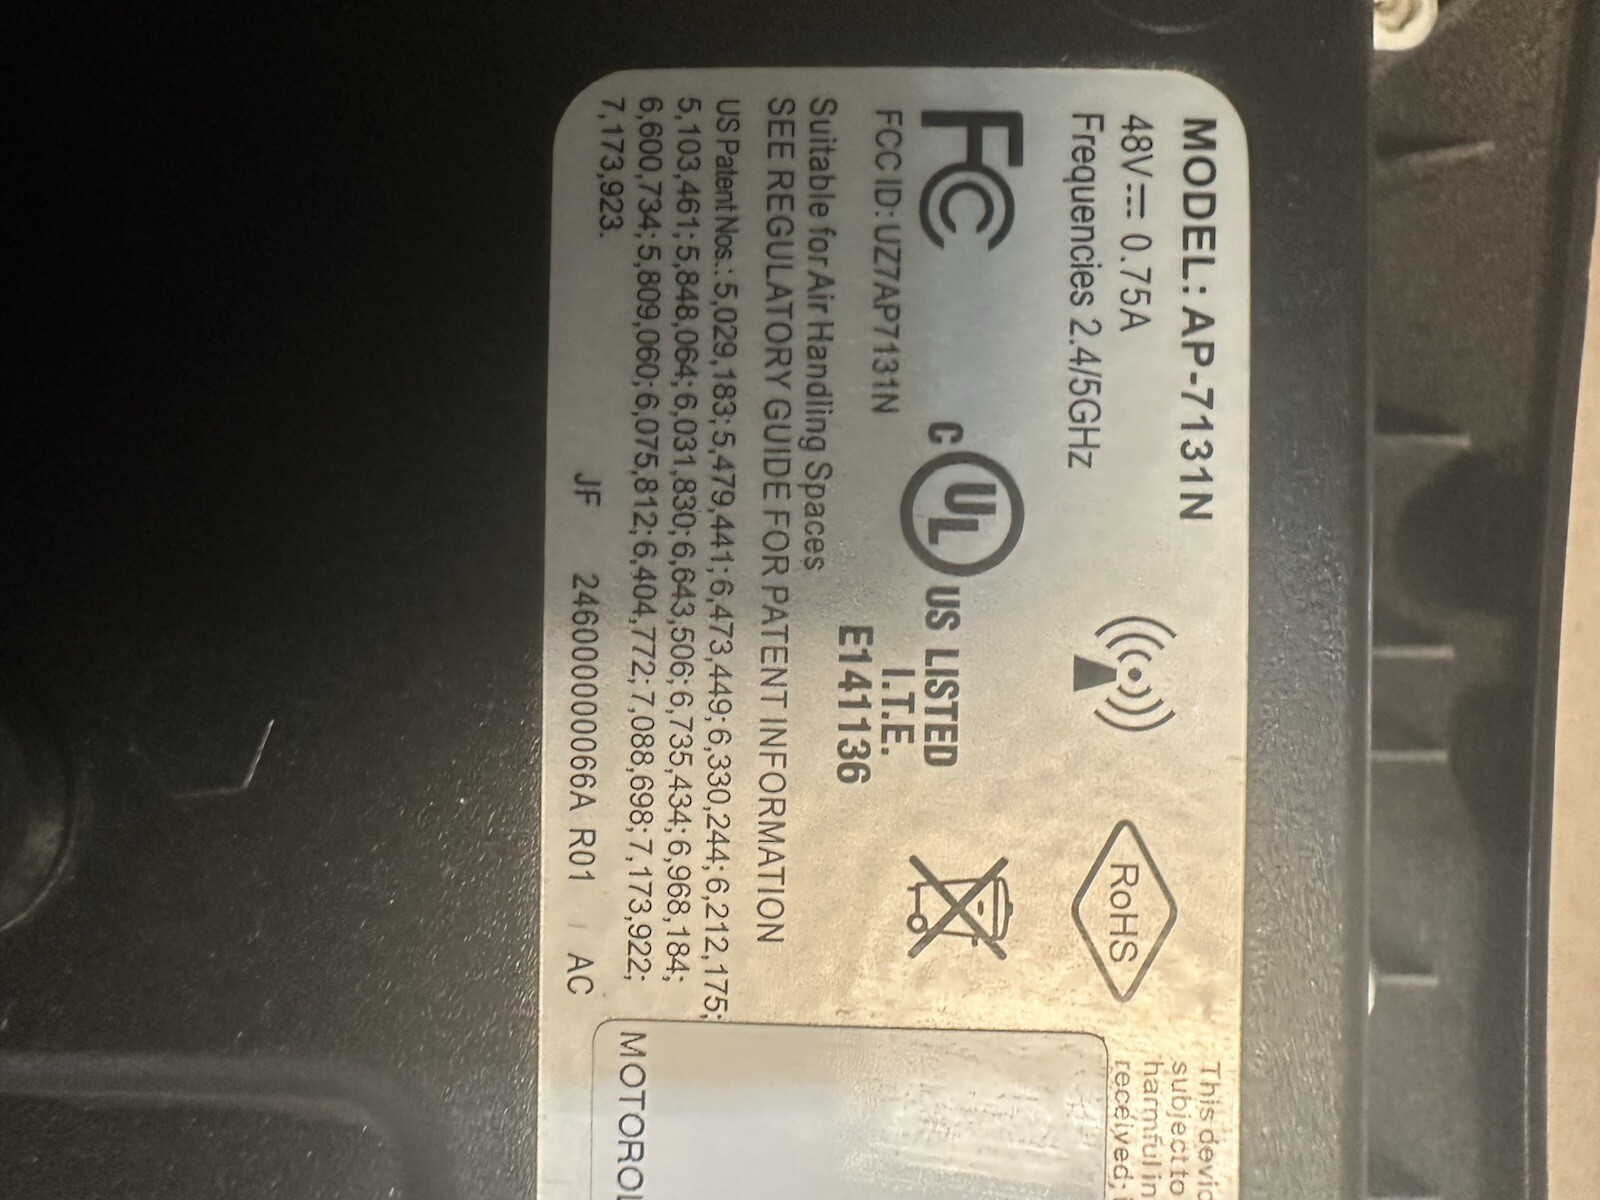 MODEL: AP-7131N
48V⎓ 0.75A
Frequencies 2.4/5GHz
RoHS
FC
c UL US LISTED
I.T.E.
E141136
FCC ID: UZ7AP7131N
Suitable for Air Handling Spaces
SEE REGULATORY GUIDE FOR PATENT INFORMATION
US Patent Nos.: 5,029,183; 5,479,441; 6,473,449; 6,330,244; 6,212,175;
5,103,461; 5,848,064; 6,031,830; 6,643,506; 6,735,434; 6,968,184;
6,600,734; 5,809,060; 6,075,812; 6,404,772; 7,088,698; 7,173,922;
7,173,923.
JF 24600000066A R01 AC
This devic
subject to
harmful in
received,
MOTOROL